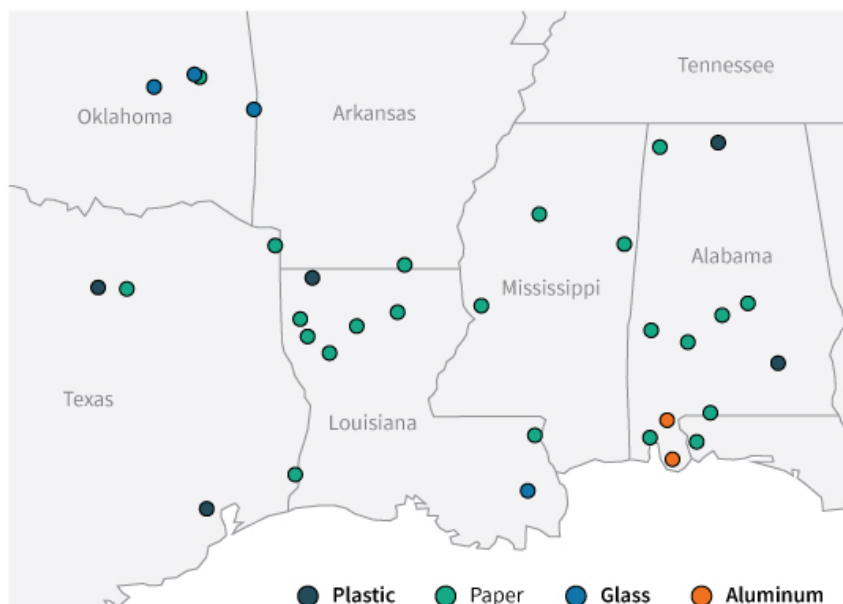 Tennessee
Oklahoma
Arkansas
Alabama
Mississippi
Texas
Louisiana
Plastic Paper Glass Aluminum